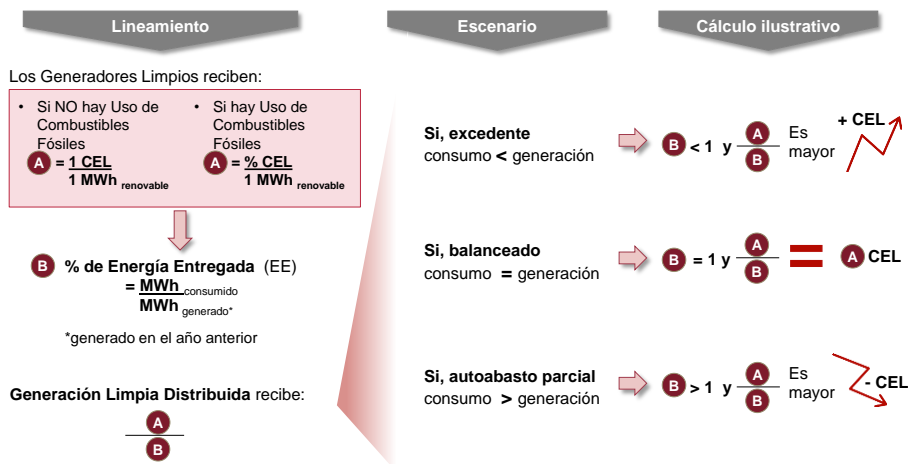 Lineamiento
Escenario
Cálculo ilustrativo
Los Generadores Limpios reciben:
• Si NO hay Uso de
Combustibles
Fósiles
A = 1 CEL
1 MWh renovable
• Si hay Uso de
Combustibles
Fósiles
A = % CEL
1 MWh renovable
B % de Energía Entregada (EE)
= MWh consumido
MWh generado*
*generado en el año anterior
Generación Limpia Distribuida recibe:
A
B
Si, excedente
consumo < generación
B < 1 y A
B
Es
mayor
+ CEL
Si, balanceado
consumo = generación
B = 1 y A
B
= A CEL
Si, autoabasto parcial
consumo > generación
B > 1 y A
B
Es
mayor
- CEL